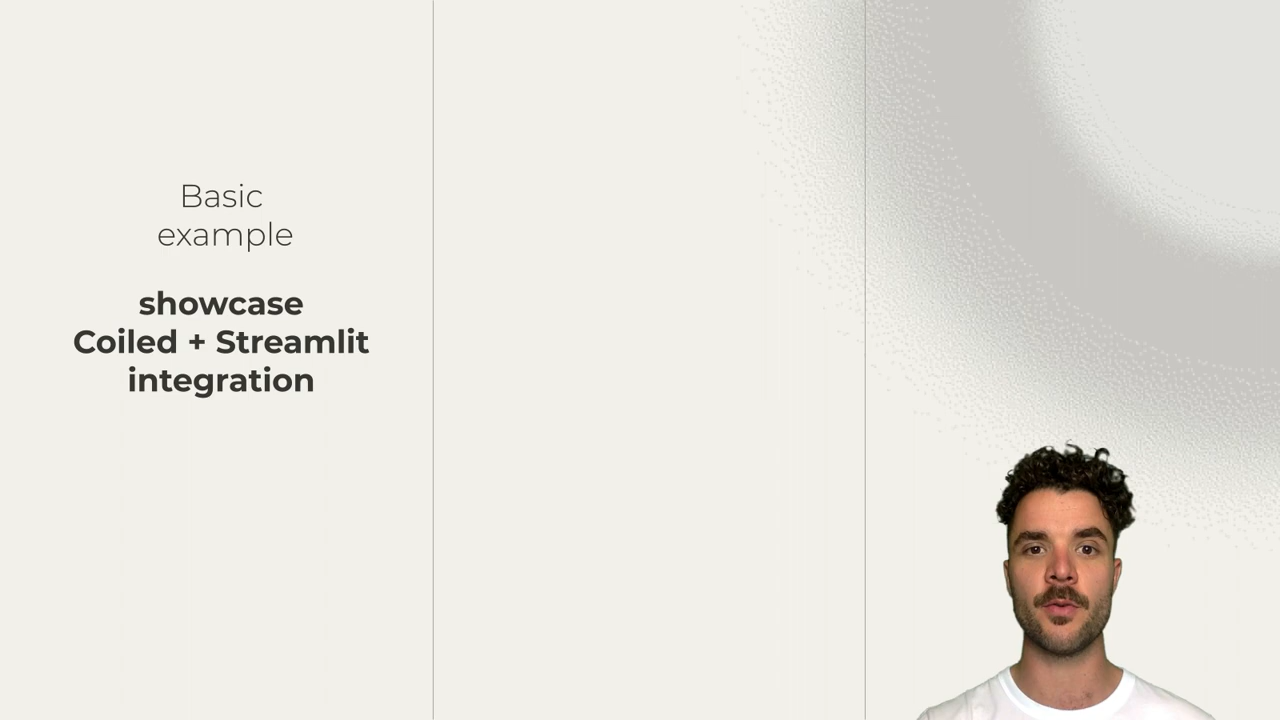 Basic
example
showcase
Coiled + Streamlit
integration